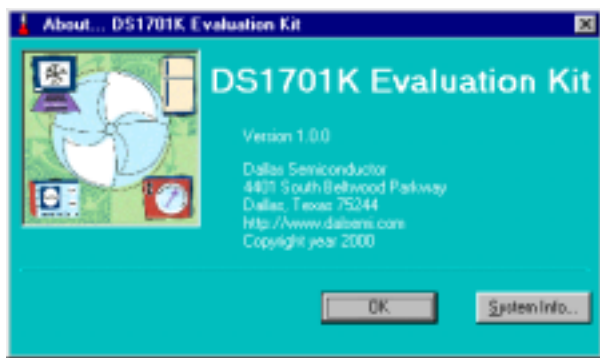 About... DS1701K Evaluation Kit
DS1701K Evaluation Kit
Version 1.0.0
Dallas Semiconductor
4401 South Beltwood Parkway
Dallas, Texas 75244
http://www.dalsemi.com
Copyright year 2000
OK
System Info...